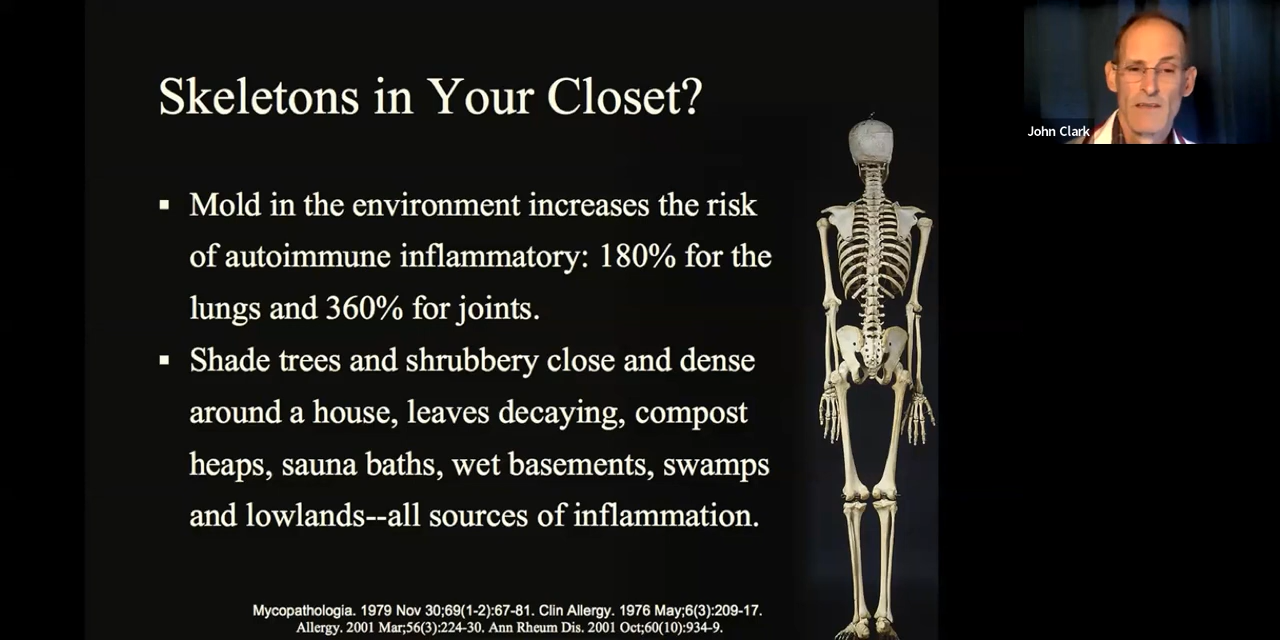 Skeletons in Your Closet?
▪ Mold in the environment increases the risk
of autoimmune inflammatory: 180% for the
lungs and 360% for joints.
▪ Shade trees and shrubbery close and dense
around a house, leaves decaying, compost
heaps, sauna baths, wet basements, swamps
and lowlands--all sources of inflammation.
Mycopathologia. 1979 Nov 30;69(1-2):67-81. Clin Allergy. 1976 May;6(3):209-17.
Allergy. 2001 Mar;56(3):224-30. Ann Rheum Dis. 2001 Oct;60(10):934-9.
John Clark